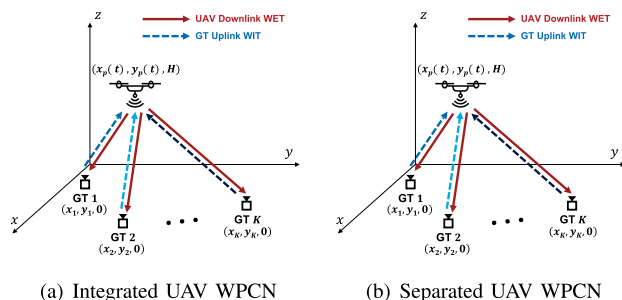 z
UAV Downlink WET
GT Uplink WIT
(x_p(t), y_p(t), H)
y
GT 1
(x_1, y_1, 0)
x
GT 2
(x_2, y_2, 0)
• • •
GT K
(x_K, y_K, 0)
(a) Integrated UAV WPCN
z
UAV Downlink WET
GT Uplink WIT
(x_p(t), y_p(t), H)
y
GT 1
(x_1, y_1, 0)
x
GT 2
(x_2, y_2, 0)
• • •
GT K
(x_K, y_K, 0)
(b) Separated UAV WPCN